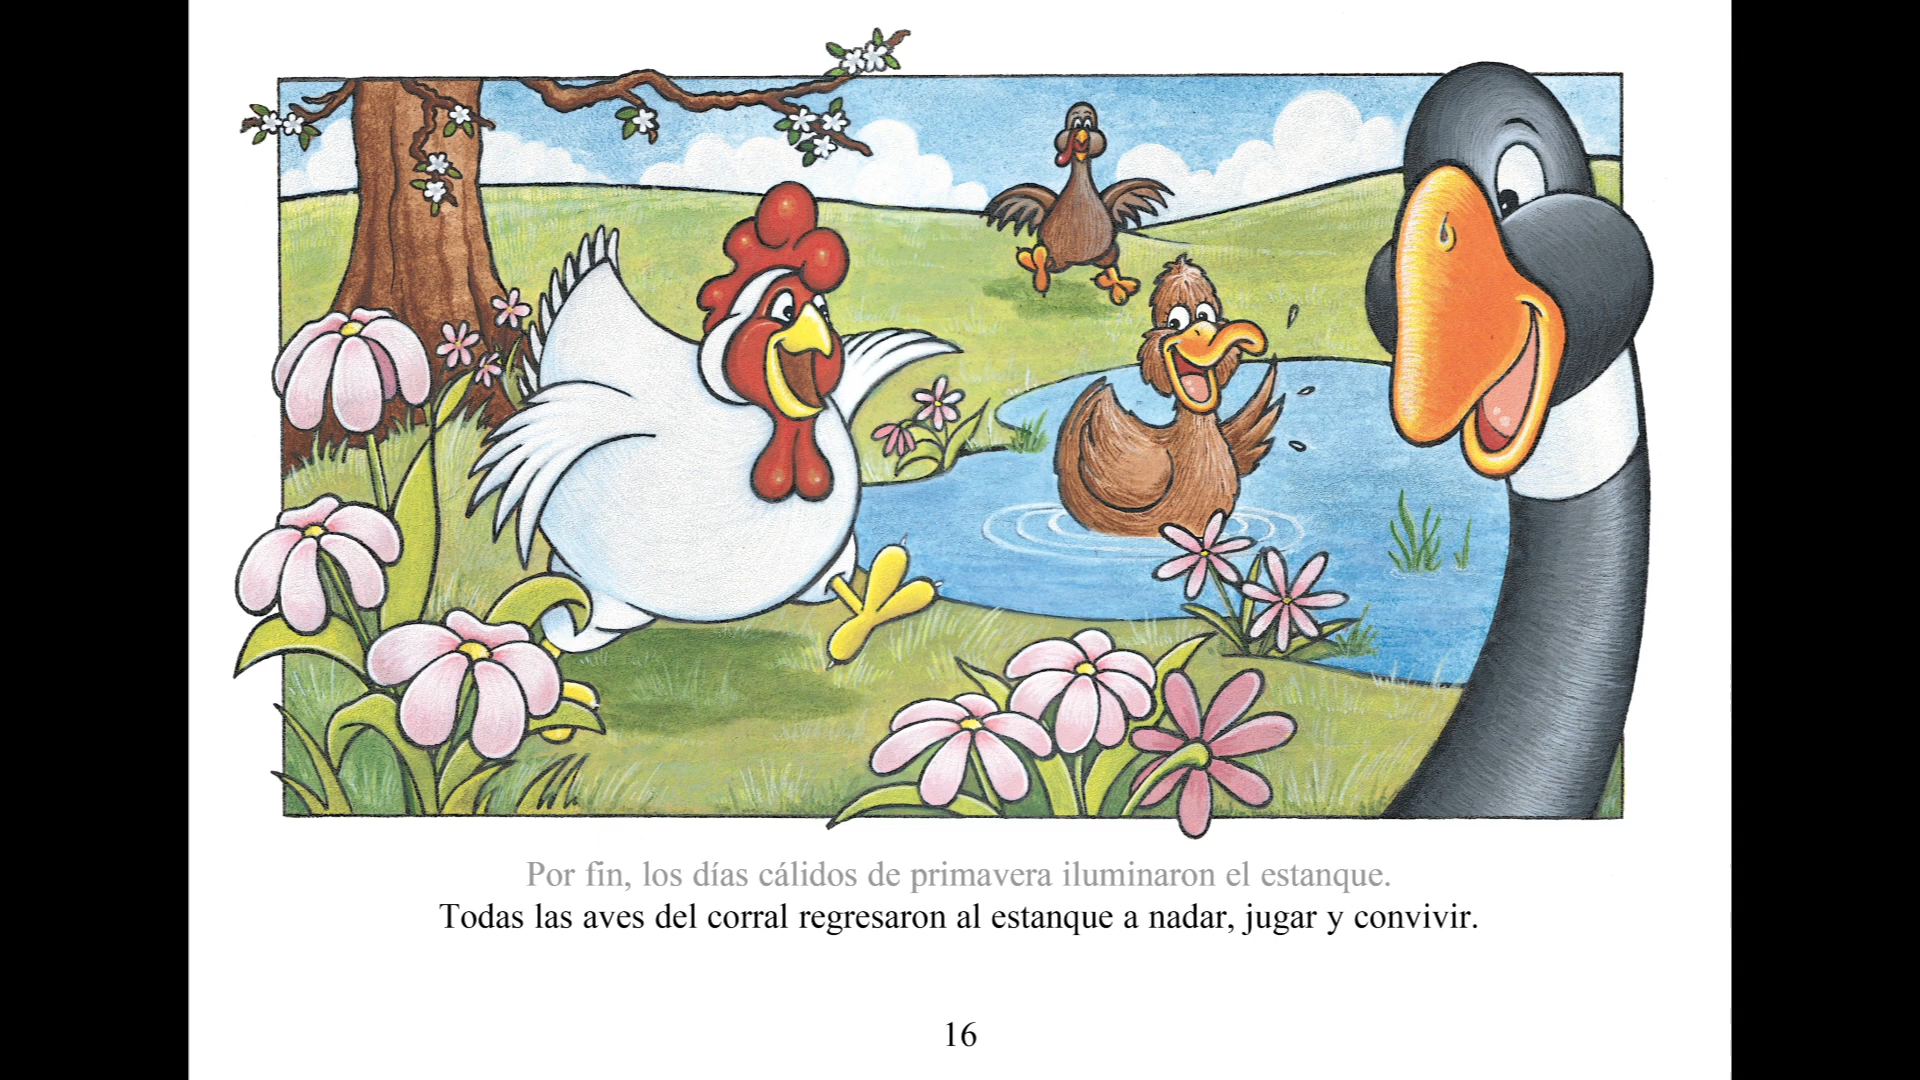 Por fin, los días cálidos de primavera iluminaron el estanque.
Todas las aves del corral regresaron al estanque a nadar, jugar y convivir.
16